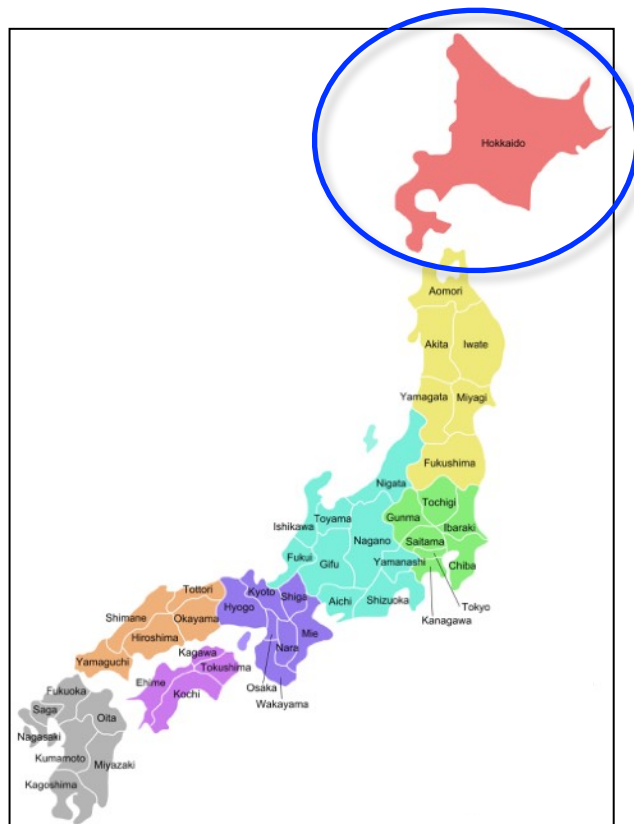 Hokkaido
Aomori
Akita
Iwate
Yamagata
Miyagi
Fukushima
Nigata
Tochigi
Gunma
Ibaraki
Toyama
Ishikawa
Nagano
Saitama
Fukui
Gifu
Yamanashi
Chiba
Tokyo
Kanagawa
Aichi
Shizuoka
Tottori
Kyoto
Shiga
Hyogo
Shimane
Okayama
Hiroshima
Mie
Nara
Yamaguchi
Kagawa
Tokushima
Ehime
Kochi
Osaka
Wakayama
Fukuoka
Saga
Oita
Nagasaki
Kumamoto
Miyazaki
Kagoshima